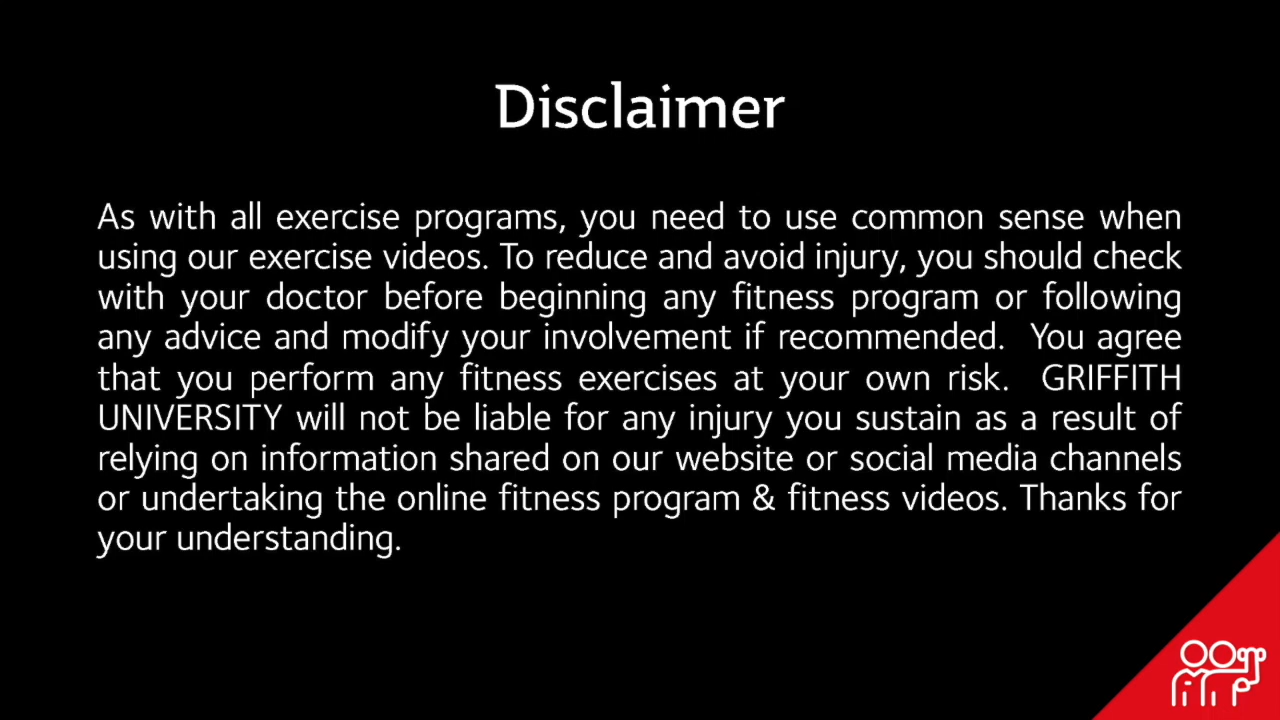 Disclaimer
As with all exercise programs, you need to use common sense when
using our exercise videos. To reduce and avoid injury, you should check
with your doctor before beginning any fitness program or following
any advice and modify your involvement if recommended.  You agree
that you perform any fitness exercises at your own risk.  GRIFFITH
UNIVERSITY will not be liable for any injury you sustain as a result of
relying on information shared on our website or social media channels
or undertaking the online fitness program & fitness videos. Thanks for
your understanding.